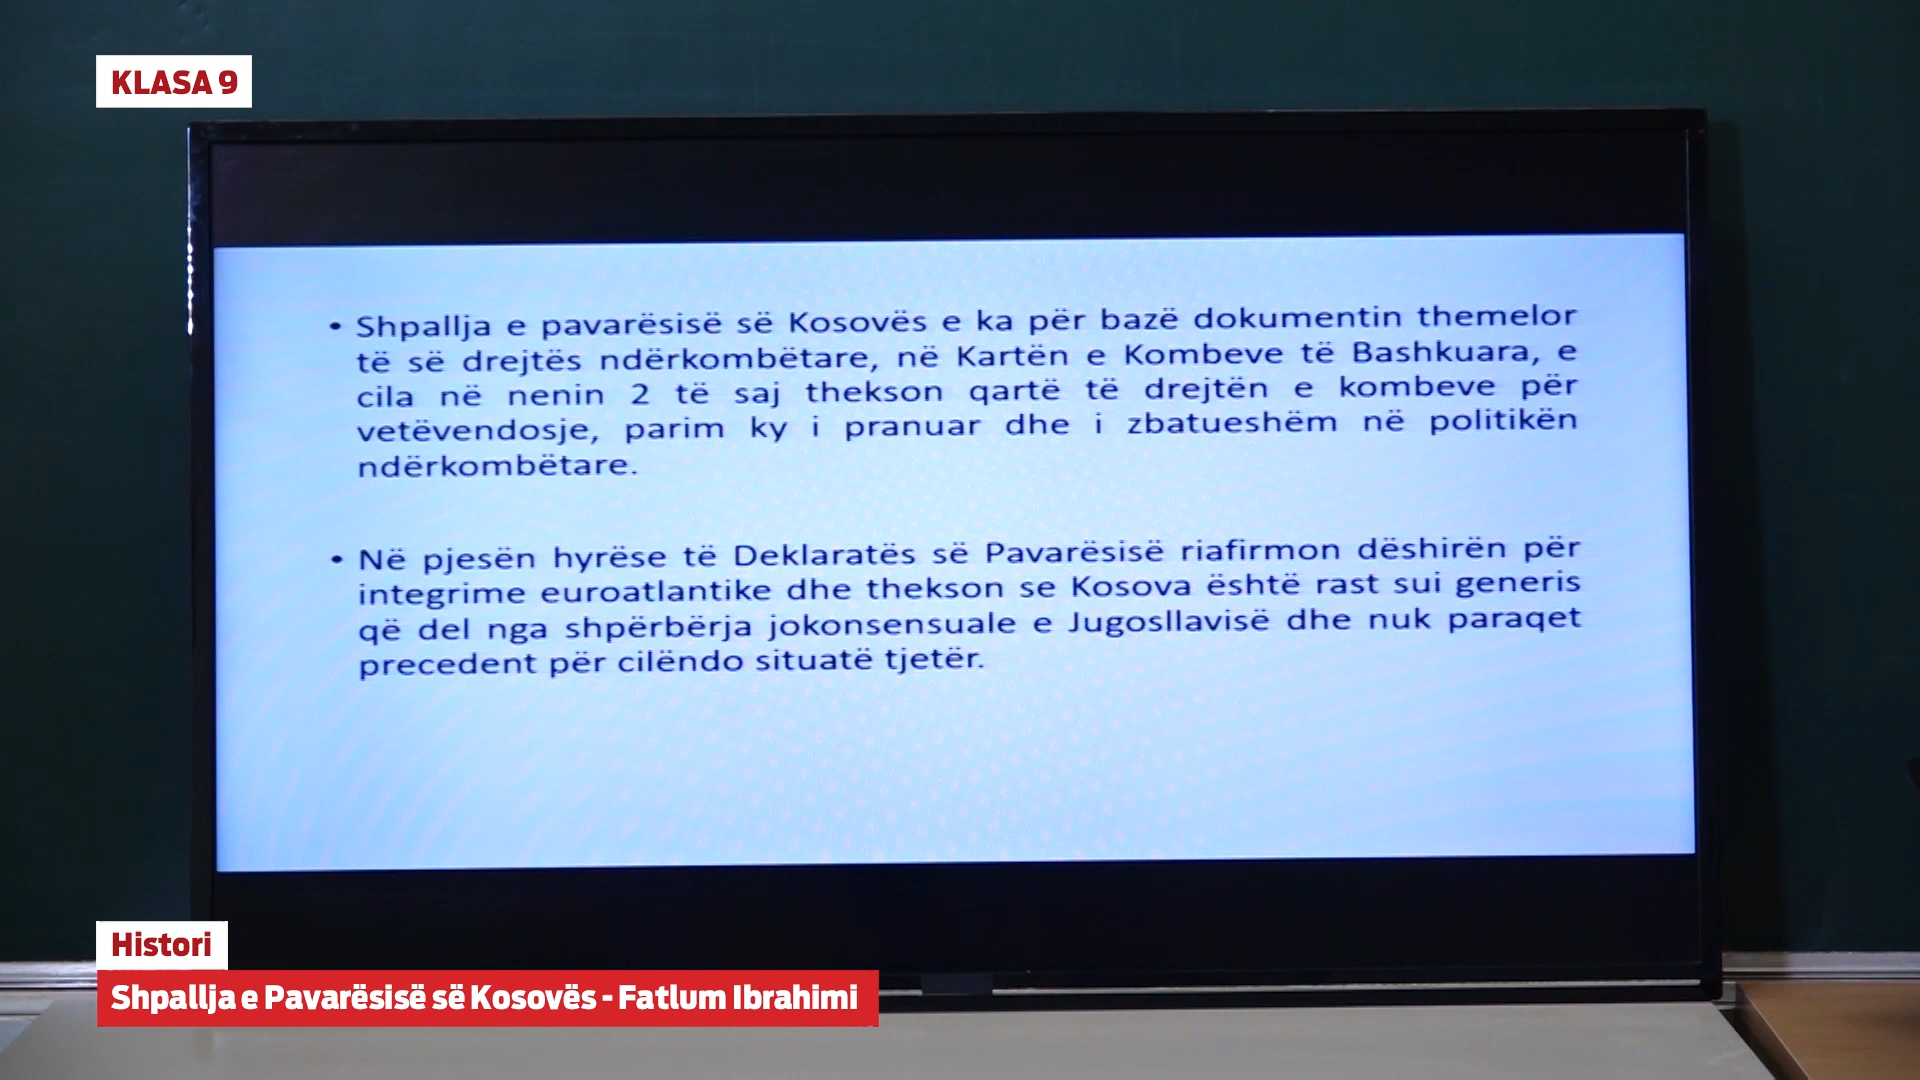 KLASA 9
• Shpallja e pavarësisë së Kosovës e ka për bazë dokumentin themelor
të së drejtës ndërkombëtare, në Kartën e Kombeve të Bashkuara, e
cila në nenin 2 të saj thekson qartë të drejtën e kombeve për
vetëvendosje, parim ky i pranuar dhe i zbatueshëm në politikën
ndërkombëtare.
• Në pjesën hyrëse të Deklaratës së Pavarësisë riafirmon dëshirën për
integrime euroatlantike dhe thekson se Kosova është rast sui generis
që del nga shpërbërja jokonsensuale e Jugosllavisë dhe nuk paraqet
precedent për cilëndo situatë tjetër.
Histori
Shpallja e Pavarësisë së Kosovës - Fatlum Ibrahimi